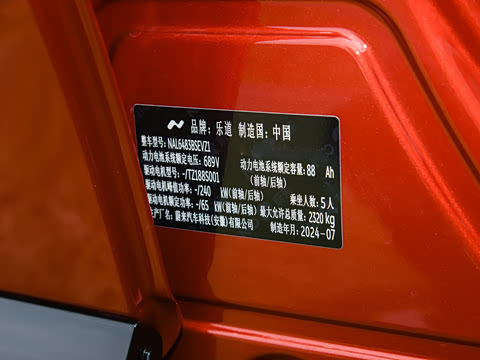 品牌：乐道 制造国：中国
整车型号：NAL6483BSEVZ1
动力电池系统额定电压：689V 动力电池系统额定容量：88 Ah
驱动电机型号：-/TZ188S001 (前轴/后轴)
驱动电机峰值功率：-/240 kW(前轴/后轴) 乘坐人数：5人
驱动电机额定功率：-/65 kW(前轴/后轴) 最大允许总质量：2320kg
生产厂名：蔚来汽车科技(安徽)有限公司 制造年月：2024-07